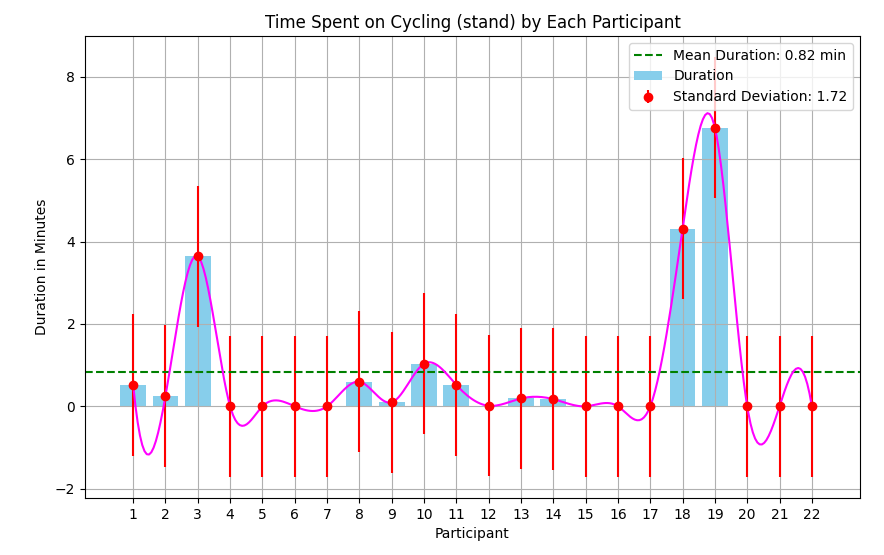 Time Spent on Cycling (stand) by Each Participant
Mean Duration: 0.82 min
Duration
Standard Deviation: 1.72
Duration in Minutes
8
6
4
2
0
−2
1 2 3 4 5 6 7 8 9 10 11 12 13 14 15 16 17 18 19 20 21 22
Participant